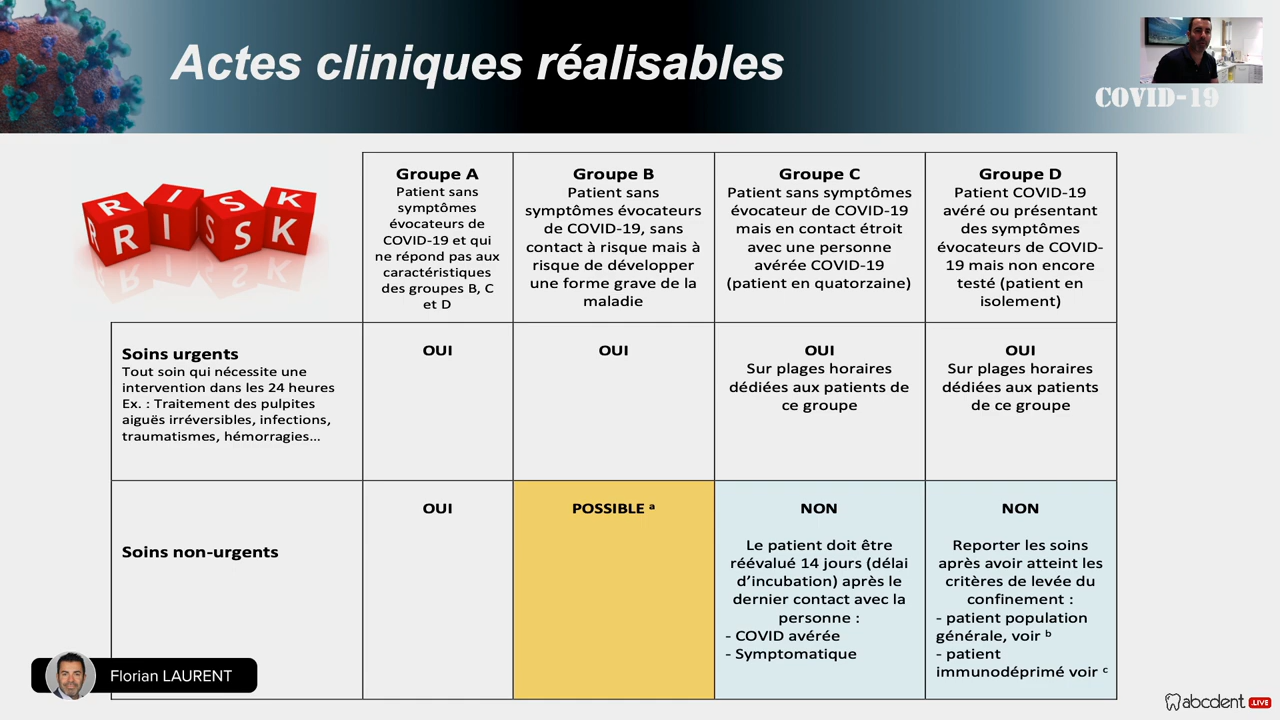 Actes cliniques réalisables
COVID-19
RISK
RISK
Groupe A
Patient sans
symptômes
évocateurs de
COVID-19 et qui
ne répond pas aux
caractéristiques
des groupes B, C
et D
Groupe B
Patient sans
symptômes évocateurs
de COVID-19, sans
contact à risque mais à
risque de développer
une forme grave de la
maladie
Groupe C
Patient sans symptômes
évocateur de COVID-19
mais en contact étroit
avec une personne
avérée COVID-19
(patient en quatorzaine)
Groupe D
Patient COVID-19
avéré ou présentant
des symptômes
évocateurs de COVID-
19 mais non encore
testé (patient en
isolement)
Soins urgents
Tout soin qui nécessite une
intervention dans les 24 heures
Ex. : Traitement des pulpites
aiguës irréversibles, infections,
traumatismes, hémorragies...
OUI
OUI
OUI
Sur plages horaires
dédiées aux patients de
ce groupe
OUI
Sur plages horaires
dédiées aux patients
de ce groupe
Soins non-urgents
OUI
POSSIBLE ᵃ
NON
Le patient doit être
réévalué 14 jours (délai
d'incubation) après le
dernier contact avec la
personne :
- COVID avérée
- Symptomatique
NON
Reporter les soins
après avoir atteint les
critères de levée du
confinement :
- patient population
générale, voir ᵇ
- patient
immunodéprimé voir ᶜ
Florian LAURENT
abcdent .LIVE